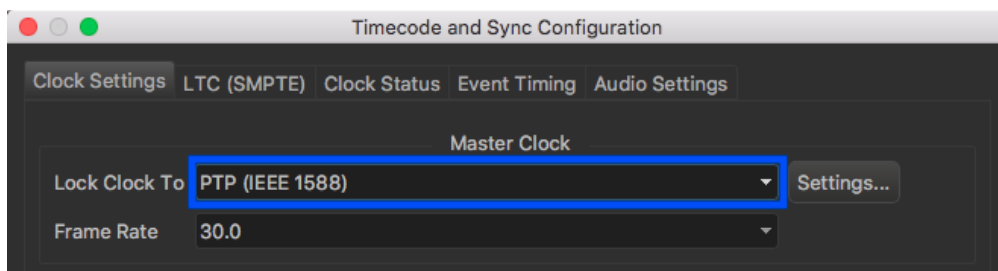 Timecode and Sync Configuration
Clock Settings LTC (SMPTE) Clock Status Event Timing Audio Settings
Master Clock
Lock Clock To PTP (IEEE 1588) Settings...
Frame Rate 30.0